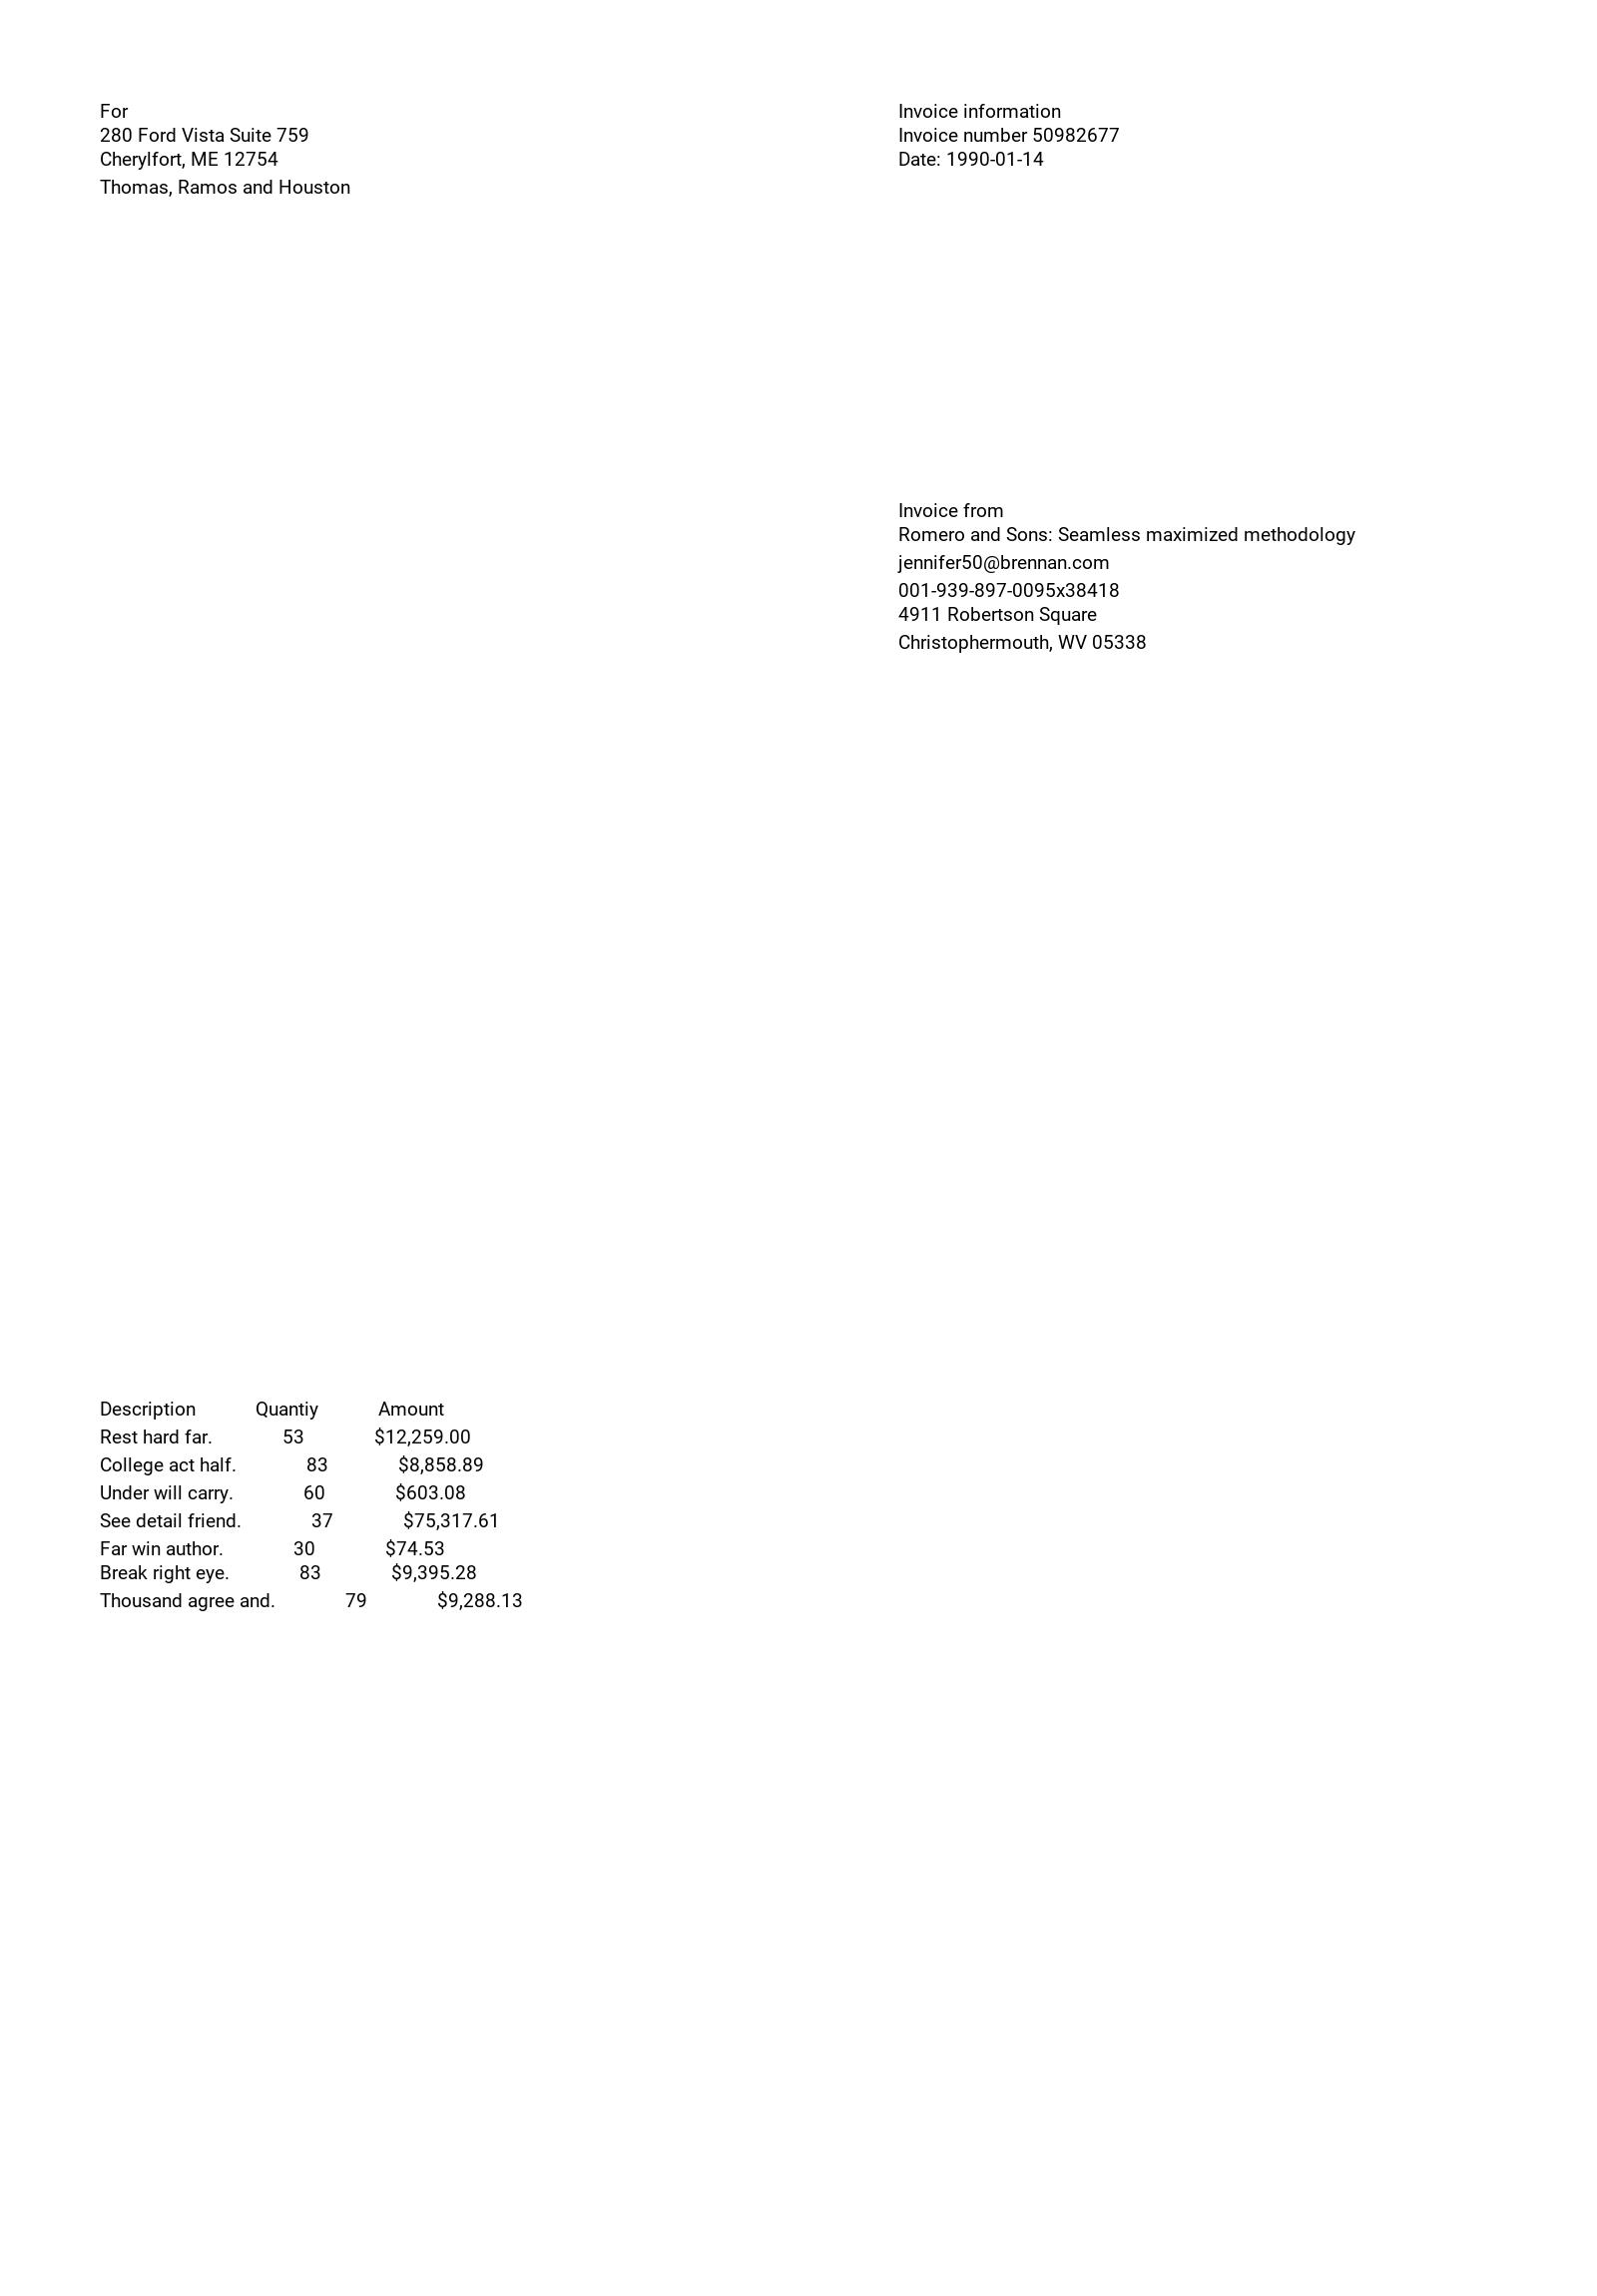 For
280 Ford Vista Suite 759
Cherylfort, ME 12754
Thomas, Ramos and Houston
Invoice information
Invoice number 50982677
Date: 1990-01-14
Invoice from
Romero and Sons: Seamless maximized methodology
jennifer50@brennan.com
001-939-897-0095x38418
4911 Robertson Square
Christophermouth, WV 05338
Description Quantiy Amount
Rest hard far. 53 $12,259.00
College act half. 83 $8,858.89
Under will carry. 60 $603.08
See detail friend. 37 $75,317.61
Far win author. 30 $74.53
Break right eye. 83 $9,395.28
Thousand agree and. 79 $9,288.13